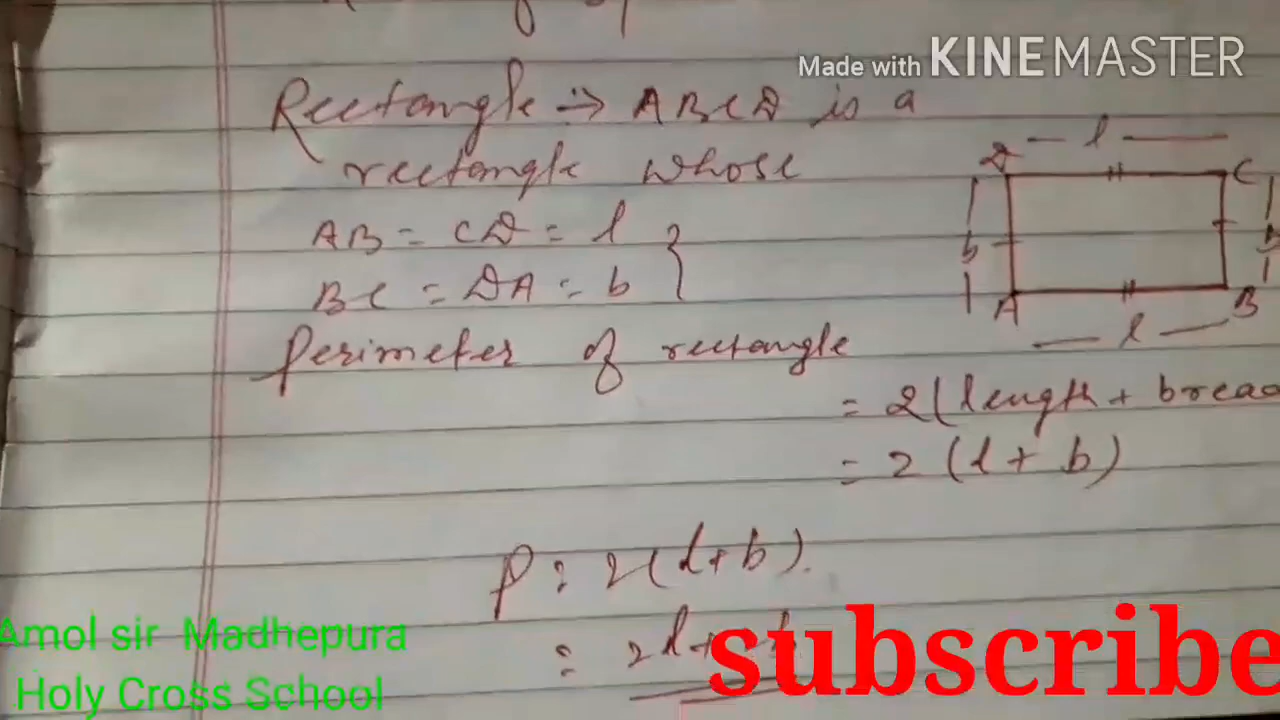 Made with KINEMASTER
Rectangle → ABCD is a
rectangle whose
AB = CD = l
BC = DA = b }
D l C
b
A B
l
Perimeter of rectangle
= 2(length + bread
= 2 (l + b)
P = 2(l+b).
= 2l +
Amol sir Madhepura
Holy Cross School
subscribe